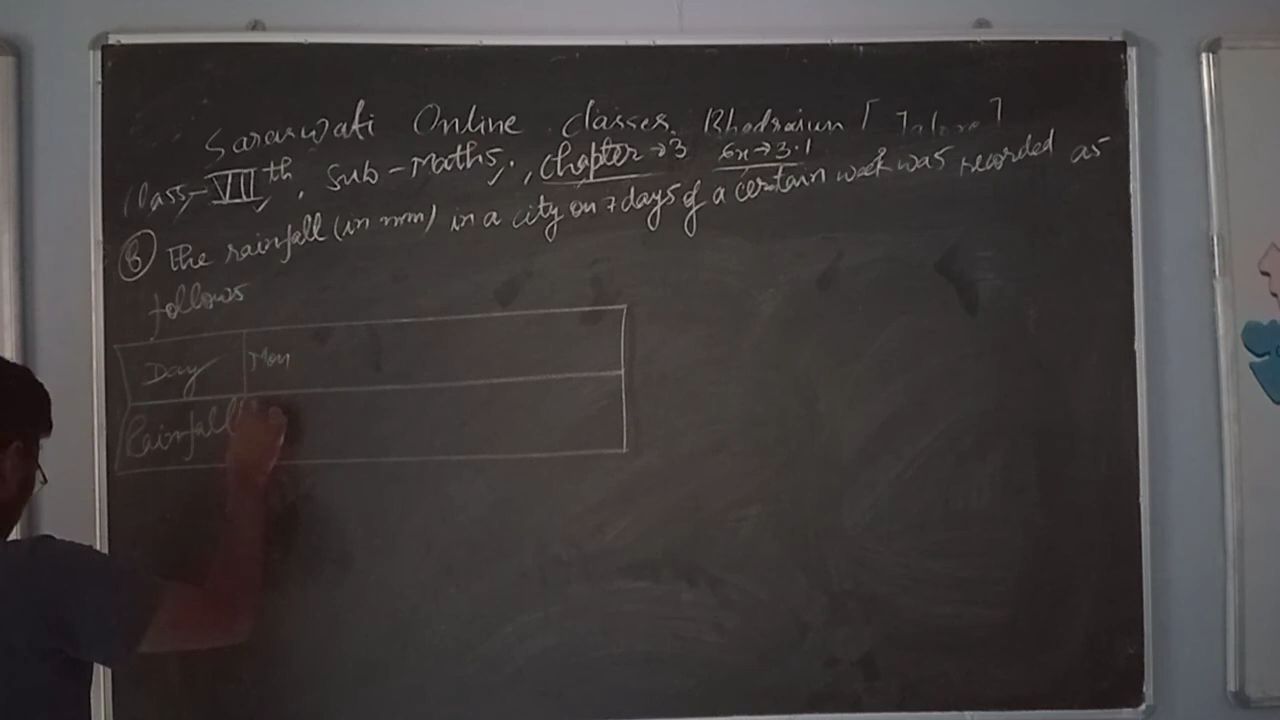 Saraswati Online Classes, Bhadrajun [Jalore]
Class-VIIth, Sub-Maths, Chapter→3 Ex→3.1
⑧ The rainfall (in mm) in a city on 7 days of a certain week was recorded as
follows
Day Mon
Rainfall